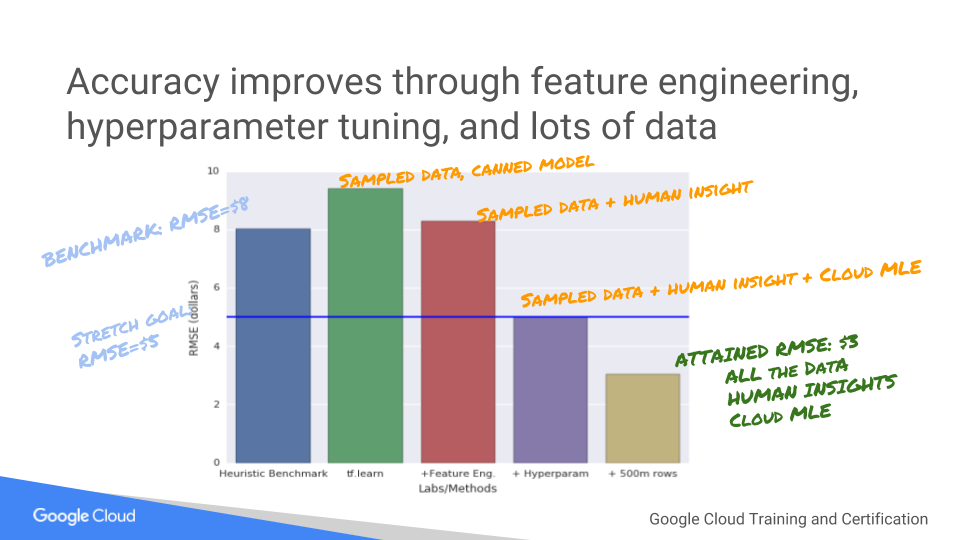 Accuracy improves through feature engineering,
hyperparameter tuning, and lots of data
10
8
6
4
2
0
RMSE (dollars)
BENCHMARK: RMSE=$8
STRETCH GOAL:
RMSE=$5
SAMPLED DATA, CANNED MODEL
SAMPLED DATA + HUMAN INSIGHT
SAMPLED DATA + HUMAN INSIGHT + CLOUD MLE
ATTAINED RMSE: $3
ALL THE DATA
HUMAN INSIGHTS
CLOUD MLE
Heuristic Benchmark
tf.learn
+Feature Eng.
+ Hyperparam
+ 500m rows
Labs/Methods
Google Cloud
Google Cloud Training and Certification